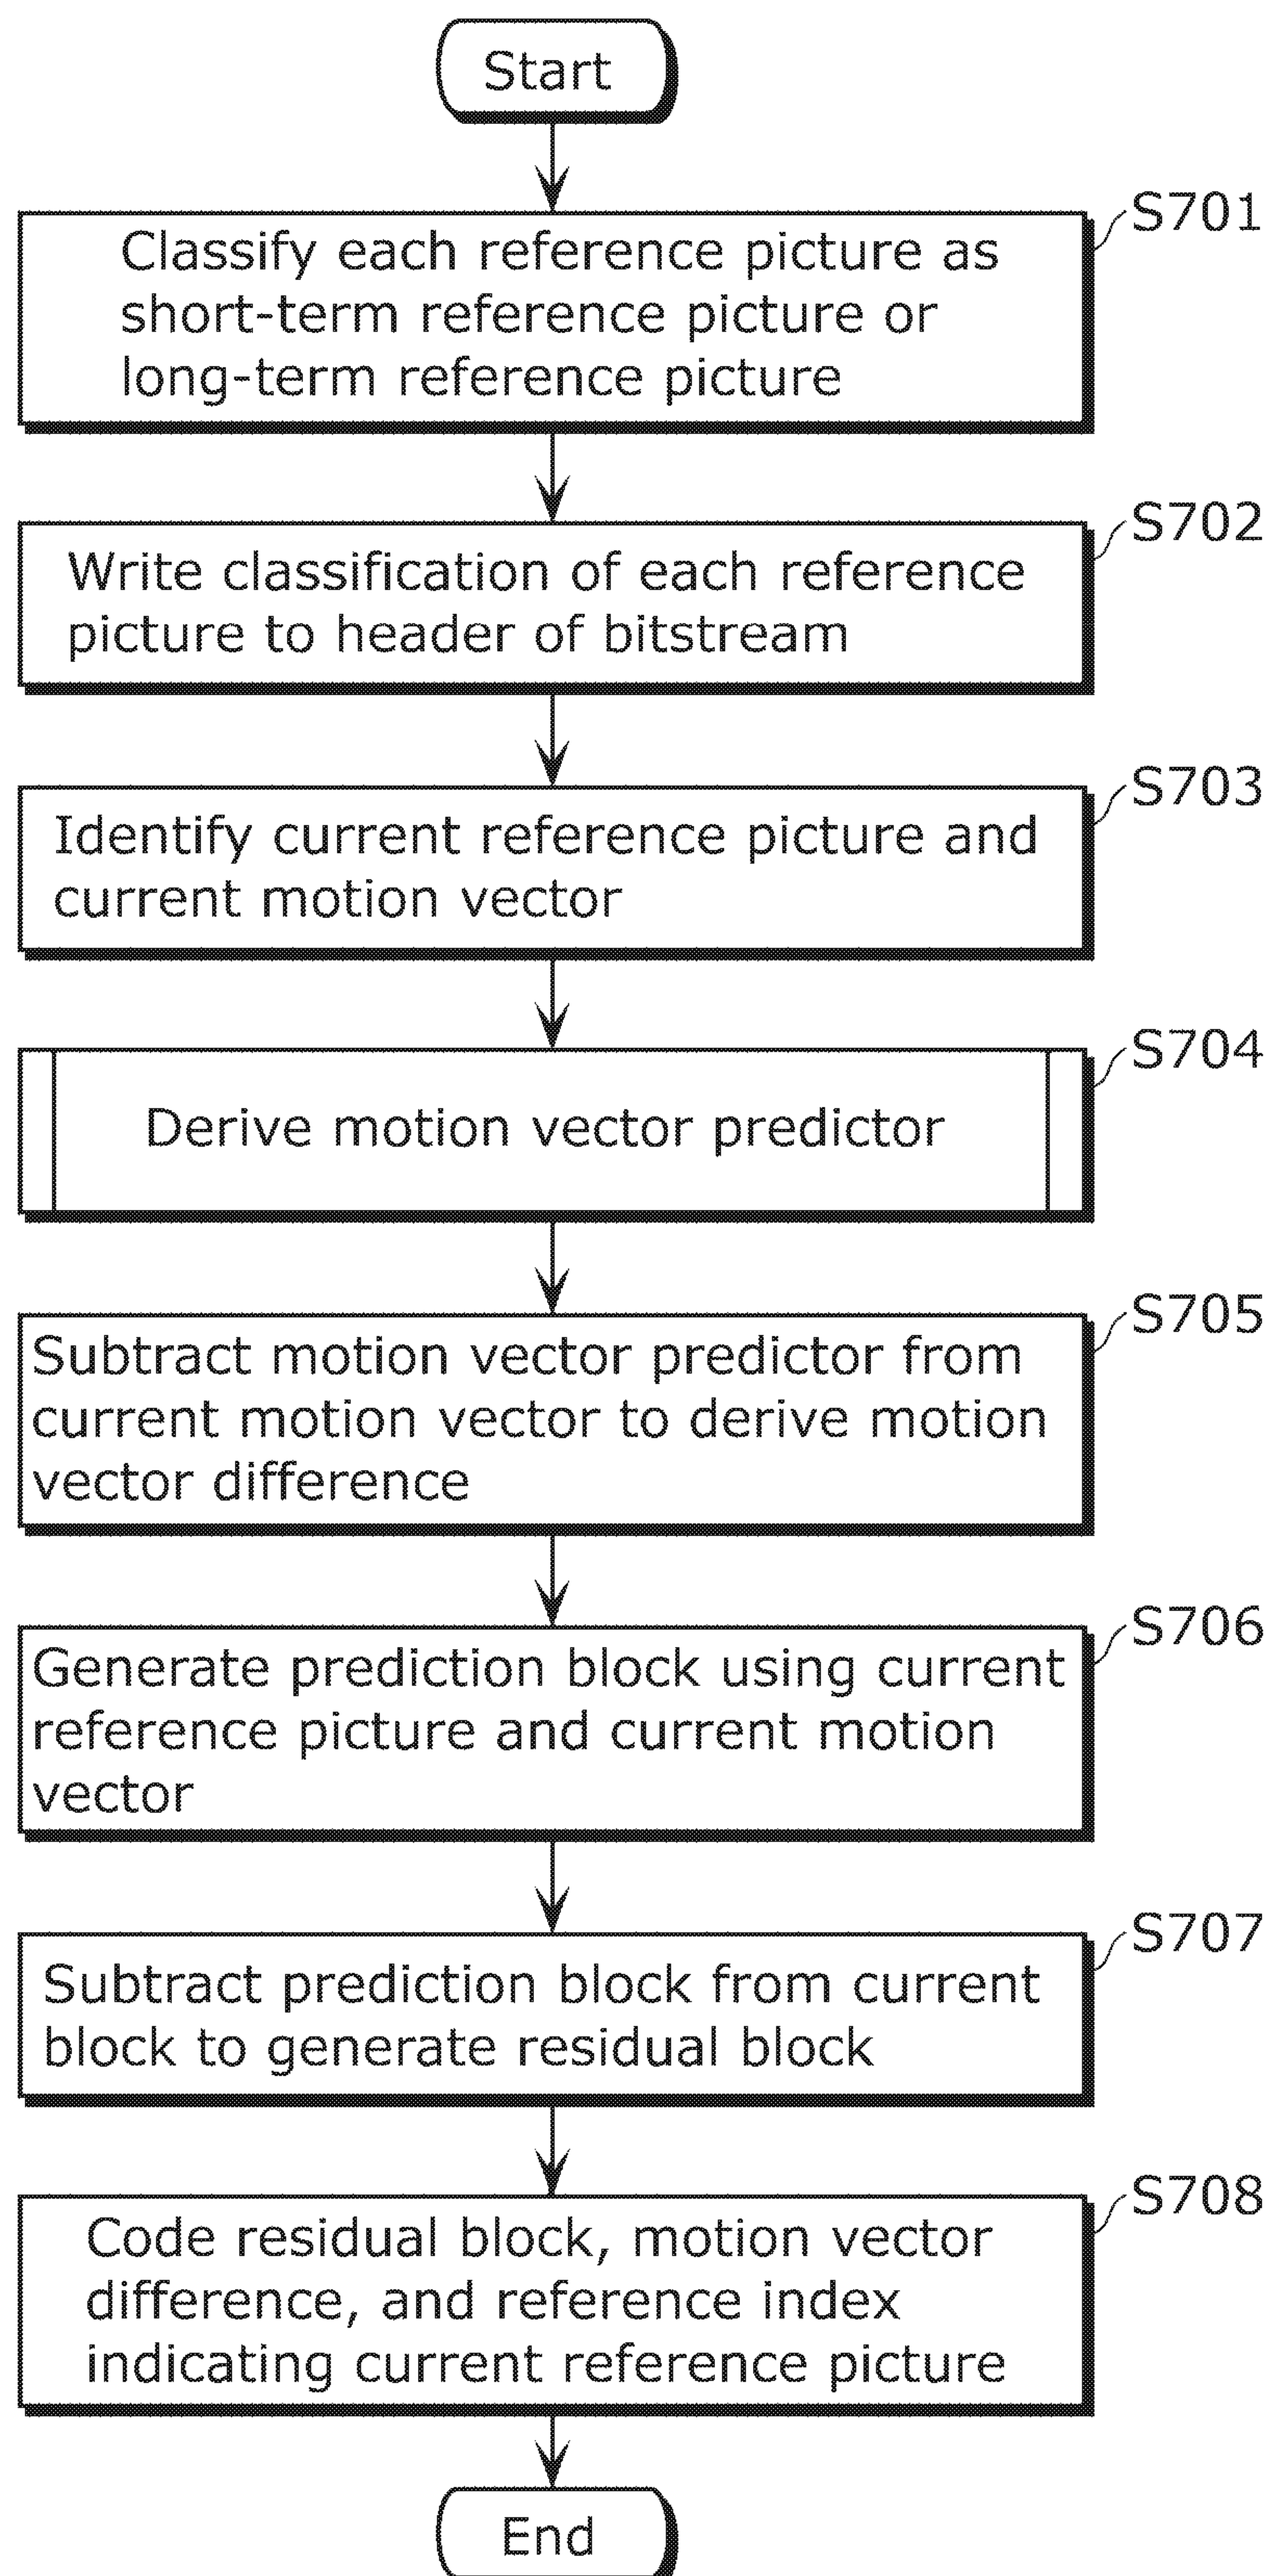 Start
S701
Classify each reference picture as
short-term reference picture or
long-term reference picture
S702
Write classification of each reference
picture to header of bitstream
S703
Identify current reference picture and
current motion vector
S704
Derive motion vector predictor
S705
Subtract motion vector predictor from
current motion vector to derive motion
vector difference
S706
Generate prediction block using current
reference picture and current motion
vector
S707
Subtract prediction block from current
block to generate residual block
S708
Code residual block, motion vector
difference, and reference index
indicating current reference picture
End